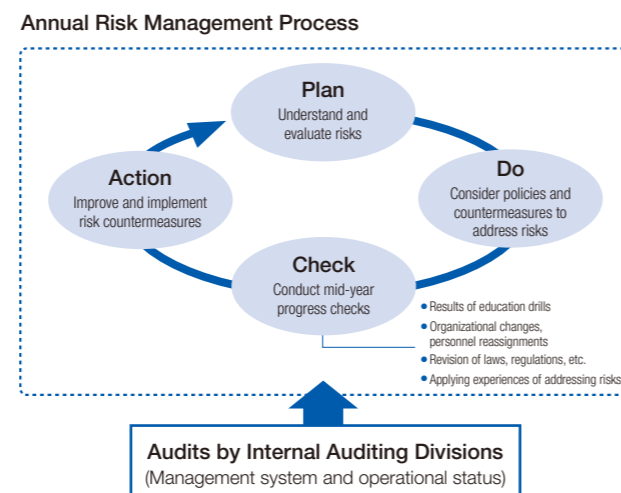 Annual Risk Management Process
Plan
Understand and
evaluate risks
Action
Improve and implement
risk countermeasures
Do
Consider policies and
countermeasures to
address risks
Check
Conduct mid-year
progress checks
● Results of education drills
● Organizational changes,
personnel reassignments
● Revision of laws, regulations, etc.
● Applying experiences of addressing risks
Audits by Internal Auditing Divisions
(Management system and operational status)